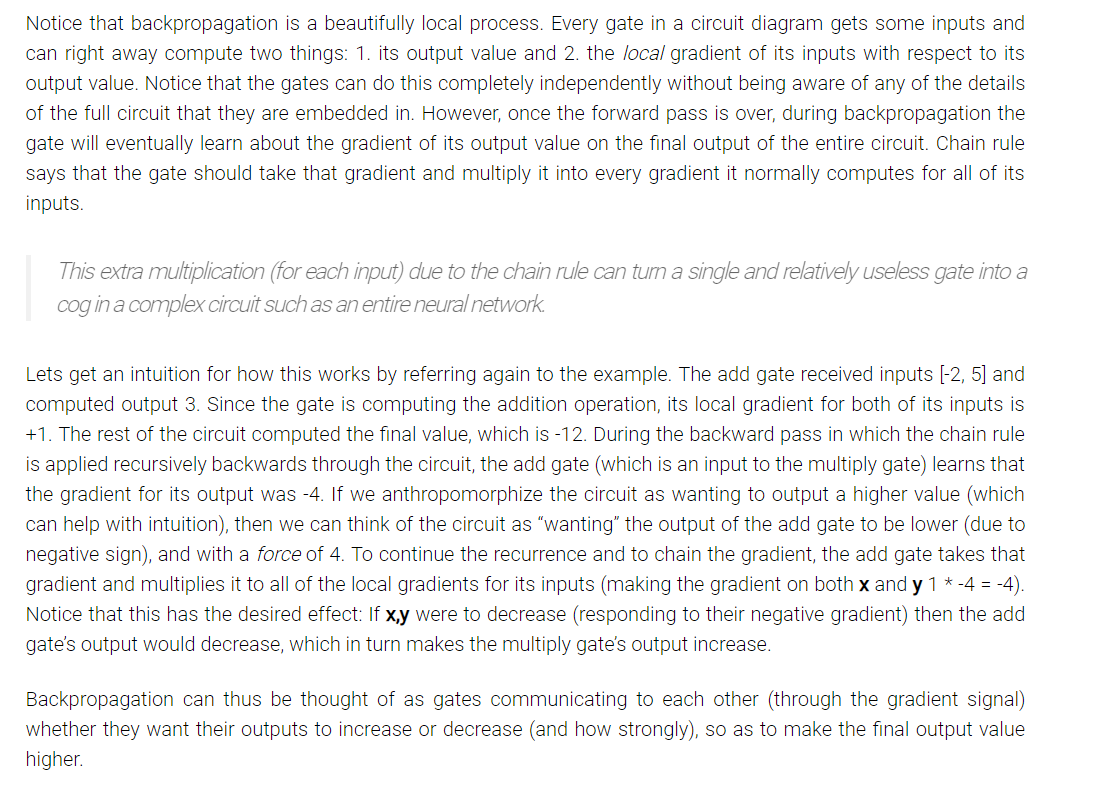 Notice that backpropagation is a beautifully local process. Every gate in a circuit diagram gets some inputs and
can right away compute two things: 1. its output value and 2. the local gradient of its inputs with respect to its
output value. Notice that the gates can do this completely independently without being aware of any of the details
of the full circuit that they are embedded in. However, once the forward pass is over, during backpropagation the
gate will eventually learn about the gradient of its output value on the final output of the entire circuit. Chain rule
says that the gate should take that gradient and multiply it into every gradient it normally computes for all of its
inputs.
This extra multiplication (for each input) due to the chain rule can turn a single and relatively useless gate into a
cog in a complex circuit such as an entire neural network.
Lets get an intuition for how this works by referring again to the example. The add gate received inputs [-2, 5] and
computed output 3. Since the gate is computing the addition operation, its local gradient for both of its inputs is
+1. The rest of the circuit computed the final value, which is -12. During the backward pass in which the chain rule
is applied recursively backwards through the circuit, the add gate (which is an input to the multiply gate) learns that
the gradient for its output was -4. If we anthropomorphize the circuit as wanting to output a higher value (which
can help with intuition), then we can think of the circuit as “wanting” the output of the add gate to be lower (due to
negative sign), and with a force of 4. To continue the recurrence and to chain the gradient, the add gate takes that
gradient and multiplies it to all of the local gradients for its inputs (making the gradient on both x and y 1 * -4 = -4).
Notice that this has the desired effect: If x,y were to decrease (responding to their negative gradient) then the add
gate’s output would decrease, which in turn makes the multiply gate’s output increase.
Backpropagation can thus be thought of as gates communicating to each other (through the gradient signal)
whether they want their outputs to increase or decrease (and how strongly), so as to make the final output value
higher.